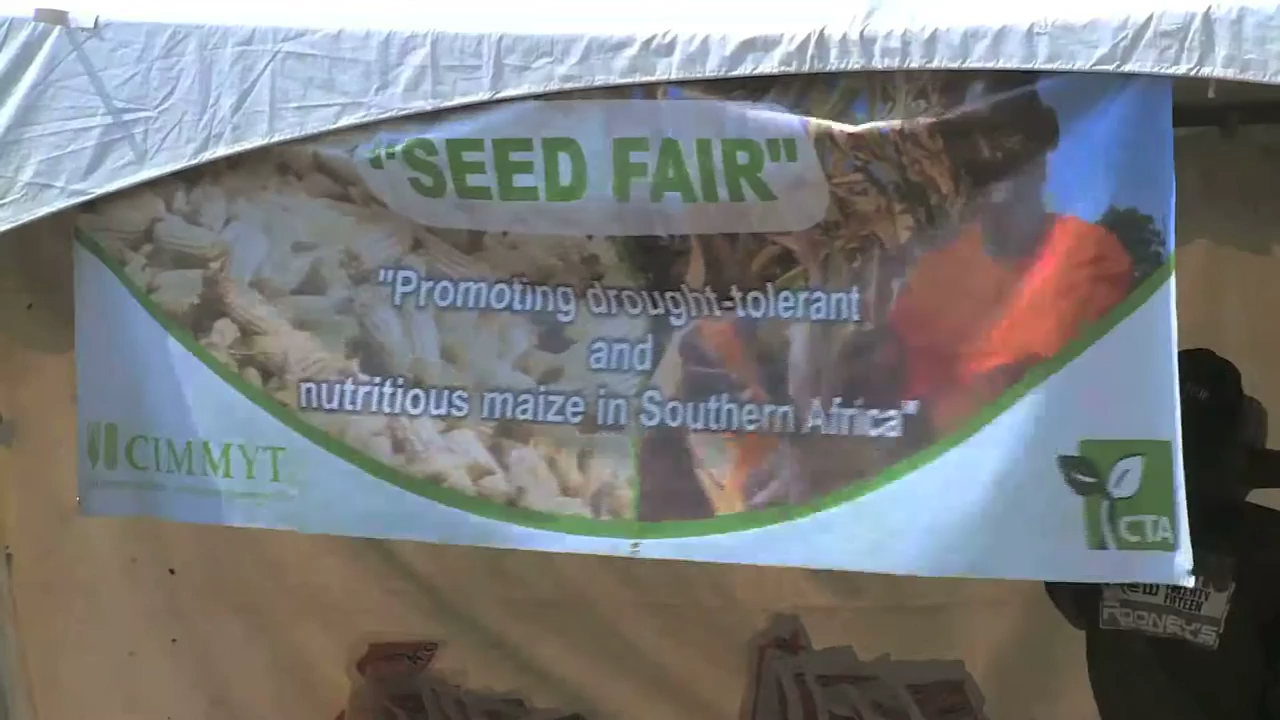 "SEED FAIR"
"Promoting drought-tolerant
and
nutritious maize in Southern Africa"
CIMMYT
CTA
FIFTEEN
ROONEY'S